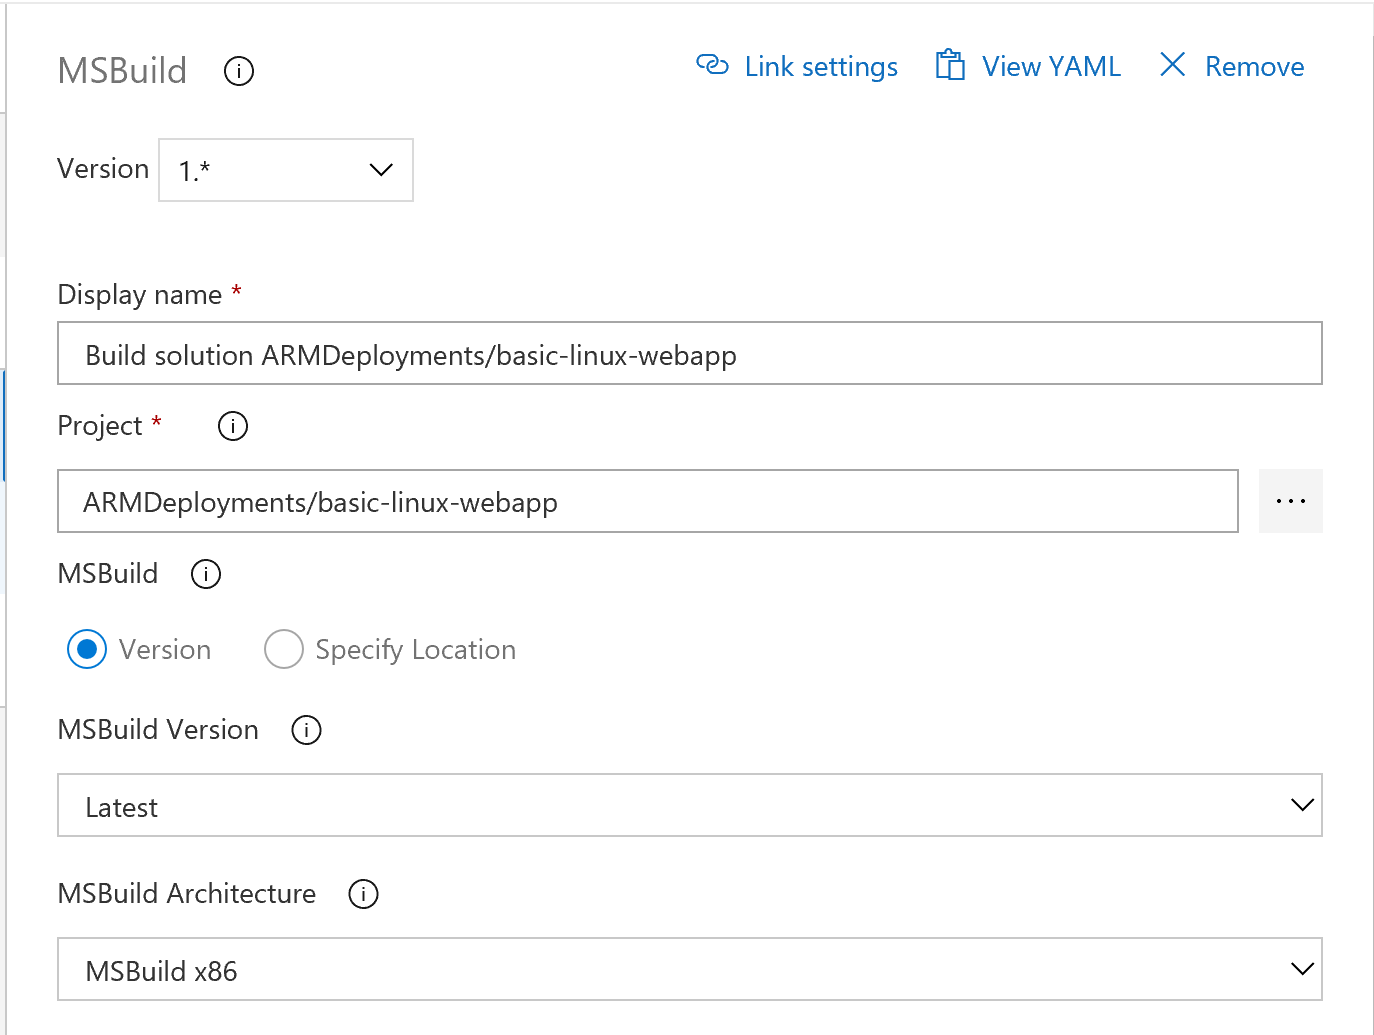 MSBuild
Link settings View YAML Remove
Version 1.*
Display name *
Build solution ARMDeployments/basic-linux-webapp
Project *
ARMDeployments/basic-linux-webapp
...
MSBuild
Version Specify Location
MSBuild Version
Latest
MSBuild Architecture
MSBuild x86